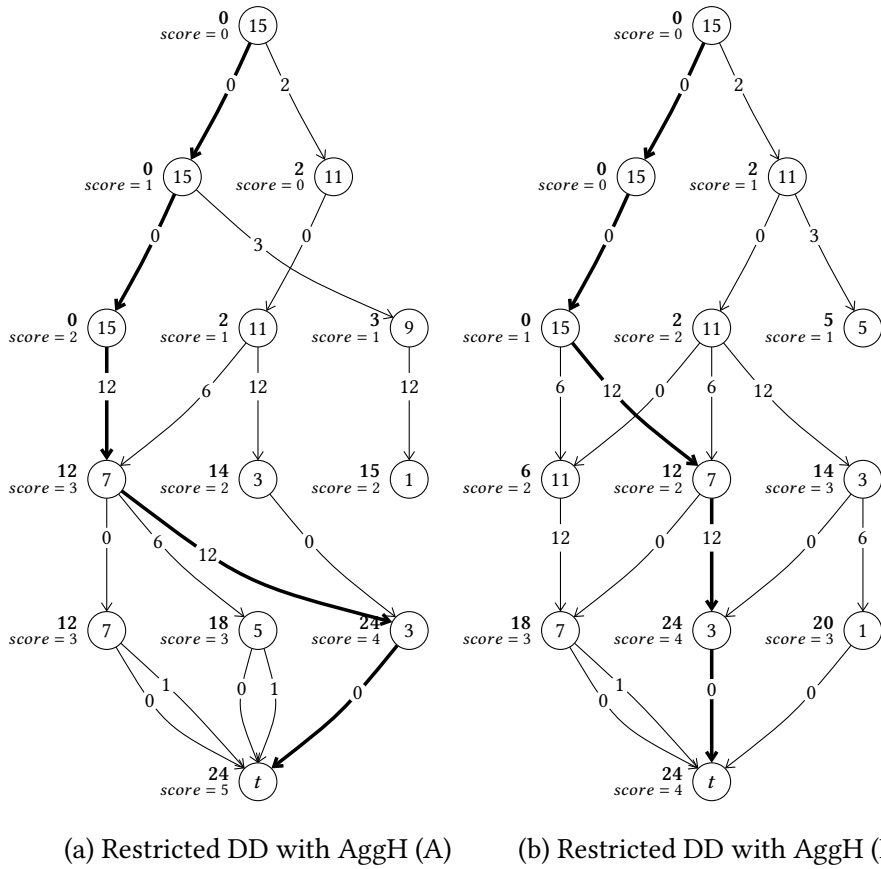 0
score = 0 15
0 2
0 2
score = 1 15 score = 0 11
0 3 0
0 2 3
score = 2 15 score = 1 11 score = 1 9
12 6 12 12
12 14 15
score = 3 7 score = 2 3 score = 2 1
0 6 12 0
12 18 24
score = 3 7 score = 3 5 score = 4 3
0 1 0 1 0
24
score = 5 t
(a) Restricted DD with AggH (A)
0
score = 0 15
0 2
0 2
score = 0 15 score = 1 11
0 0 3
0 2 5
score = 1 15 score = 2 11 score = 1 5
6 12 0 6 12
6 12 14
score = 2 11 score = 2 7 score = 3 3
12 0 12 0 6
18 24 20
score = 3 7 score = 4 3 score = 3 1
0 1 0 0
24
score = 4 t
(b) Restricted DD with AggH (